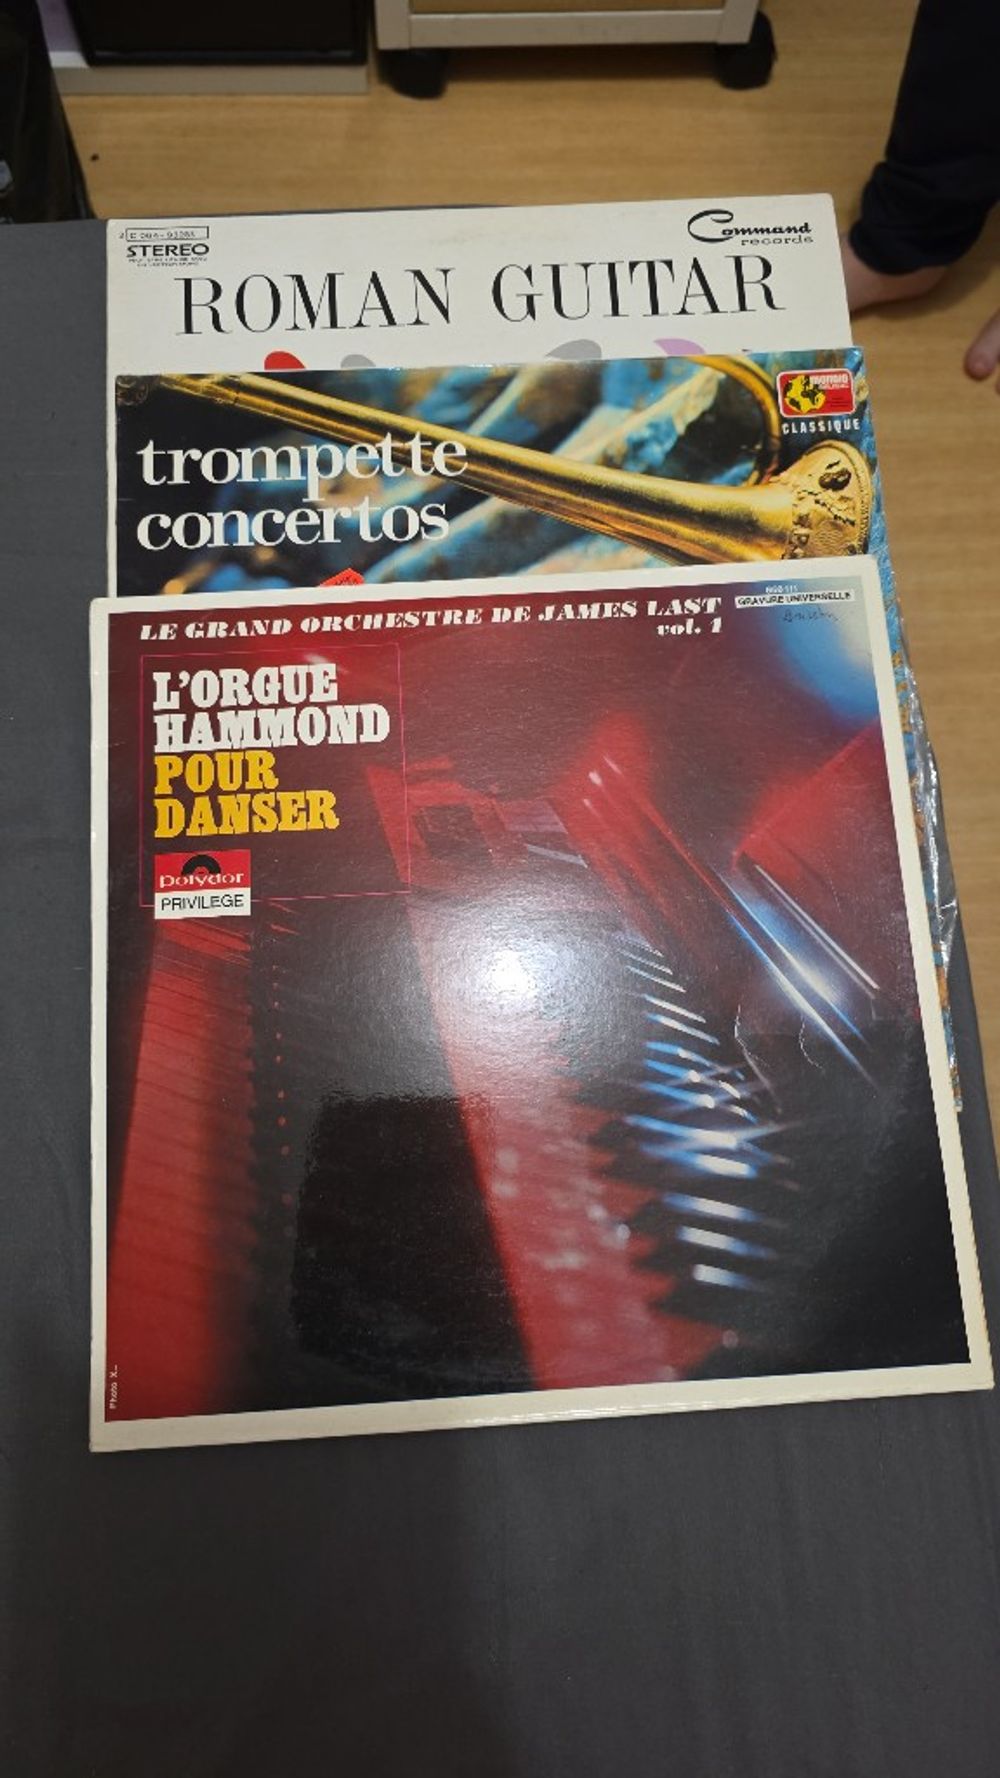 STEREO
Command
records
ROMAN GUITAR
CLASSIQUE
trompette
concertos
LE GRAND ORCHESTRE DE JAMES LAST
vol. 1
GRAVURE UNIVERSELLE
L'ORGUE
HAMMOND
POUR
DANSER
polydor
PRIVILEGE
Photo X...